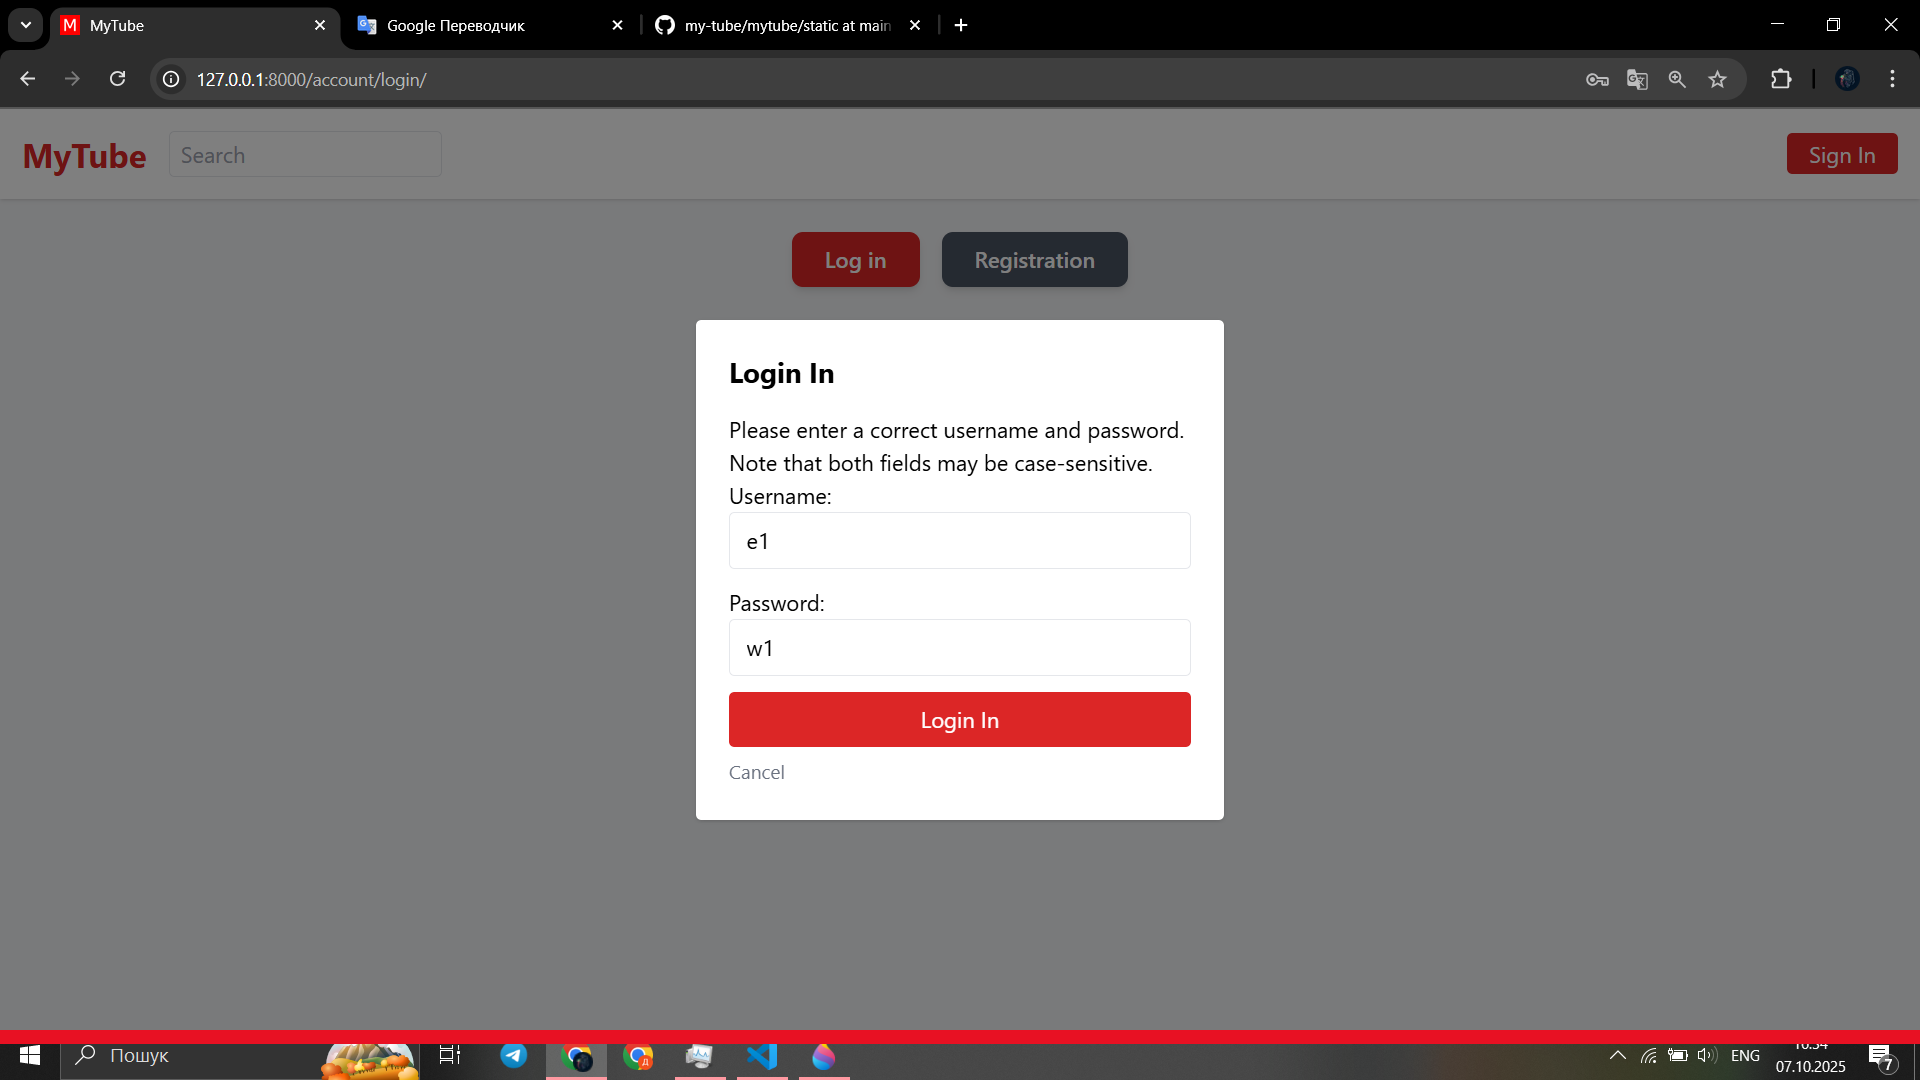 MyTube
Google Переводчик
my-tube/mytube/static at main
127.0.0.1:8000/account/login/
MyTube
Search
Sign In
Log in
Registration
Login In
Please enter a correct username and password.
Note that both fields may be case-sensitive.
Username:
e1
Password:
w1
Login In
Cancel
Пошук
ENG
07.10.2025
7